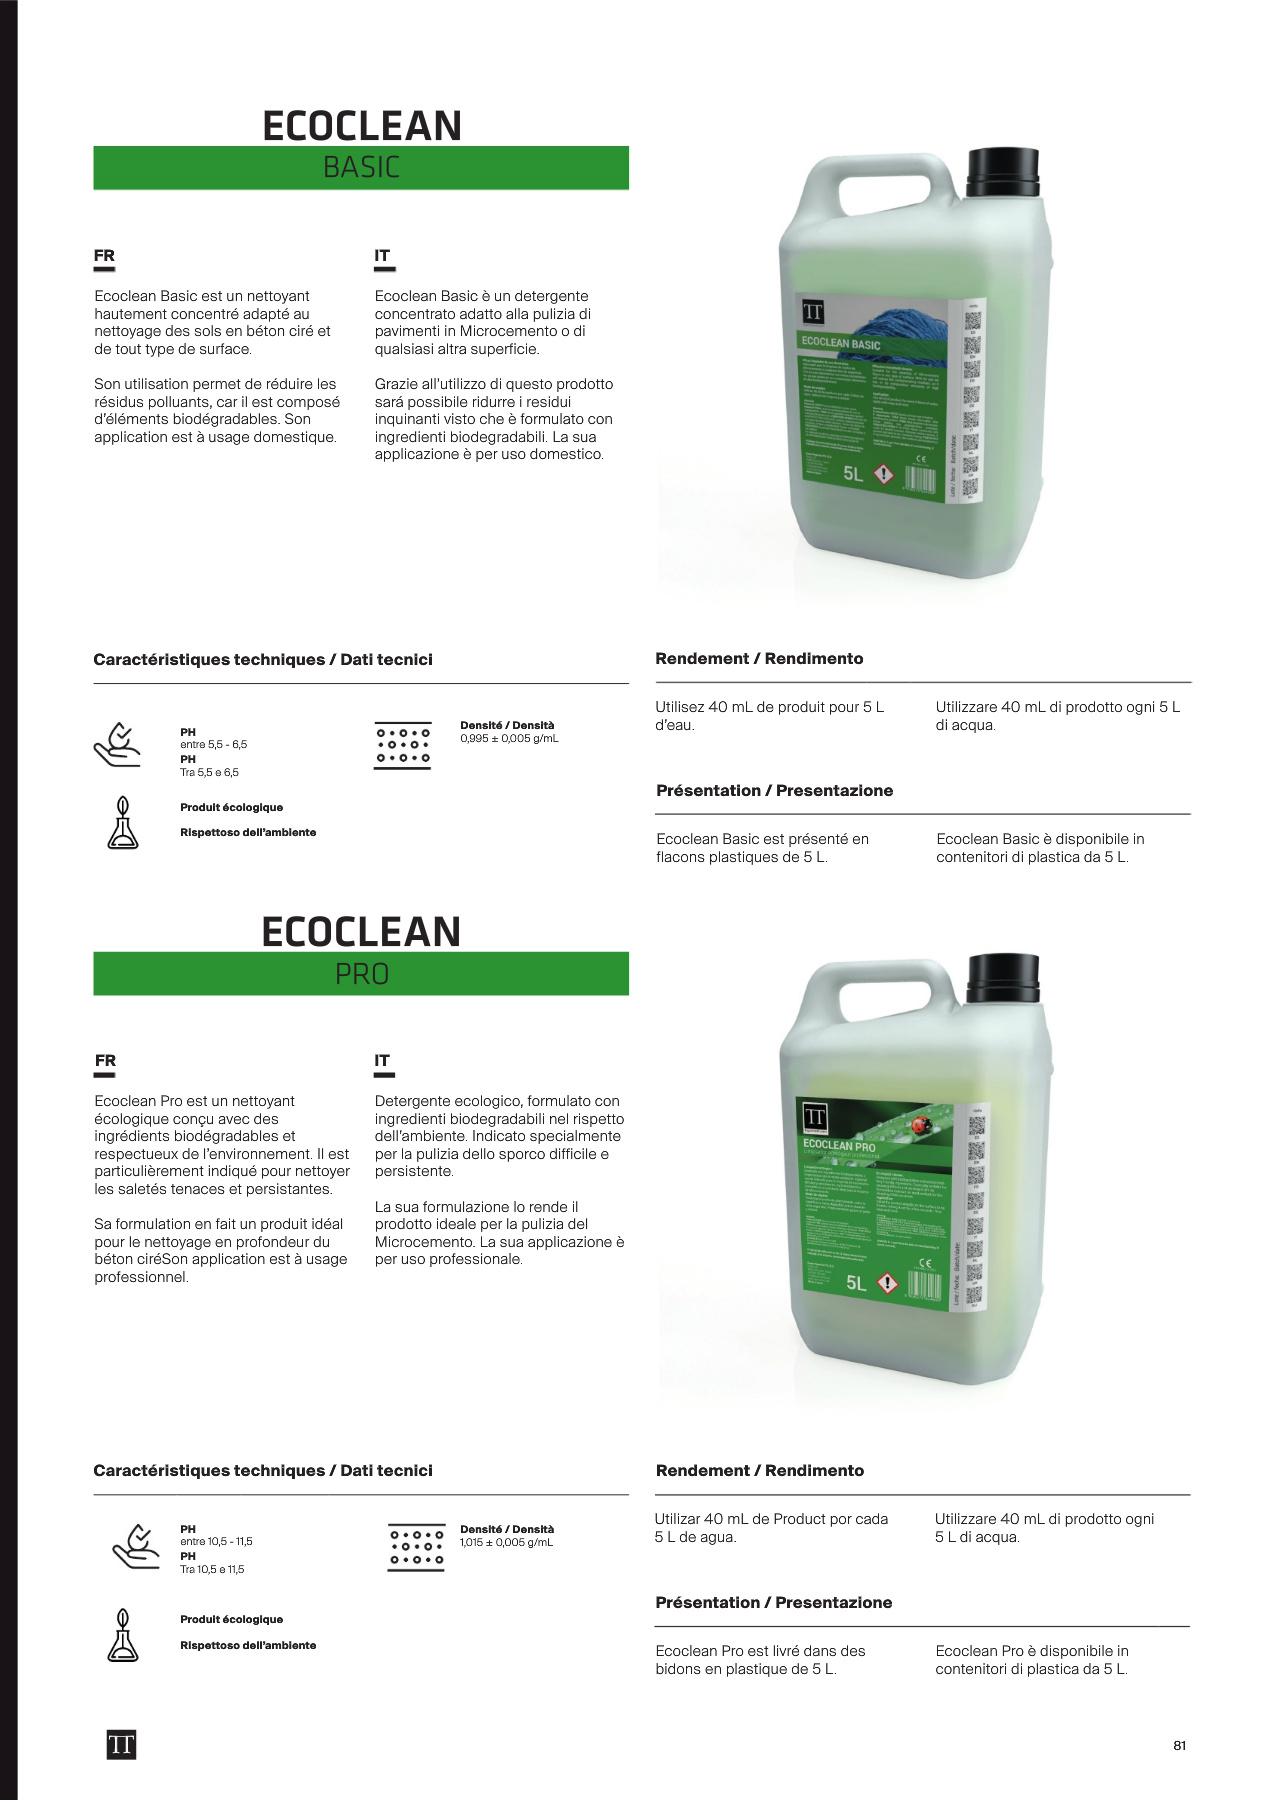 ECOCLEAN
BASIC
FR
Ecoclean Basic est un nettoyant
hautement concentré adapté au
nettoyage des sols en béton ciré et
de tout type de surface.
Son utilisation permet de réduire les
résidus polluants, car il est composé
d'éléments biodégradables. Son
application est à usage domestique.
IT
Ecoclean Basic è un detergente
concentrato adatto alla pulizia di
pavimenti in Microcemento o di
qualsiasi altra superficie.
Grazie all'utilizzo di questo prodotto
sará possibile ridurre i residui
inquinanti visto che è formulato con
ingredienti biodegradabili. La sua
applicazione è per uso domestico.
TT
ECOCLEAN BASIC
5L
CE
Lote / fecha: Batch/date:
Caractéristiques techniques / Dati tecnici
PH
entre 5,5 - 6,5
PH
Tra 5,5 e 6,5
Densité / Densità
0,995 ± 0,005 g/mL
Produit écologique
Rispettoso dell'ambiente
Rendement / Rendimento
Utilisez 40 mL de produit pour 5 L
d'eau.
Utilizzare 40 mL di prodotto ogni 5 L
di acqua.
Présentation / Presentazione
Ecoclean Basic est présenté en
flacons plastiques de 5 L.
Ecoclean Basic è disponibile in
contenitori di plastica da 5 L.
ECOCLEAN
PRO
FR
Ecoclean Pro est un nettoyant
écologique conçu avec des
ingrédients biodégradables et
respectueux de l'environnement. Il est
particulièrement indiqué pour nettoyer
les saletés tenaces et persistantes.
Sa formulation en fait un produit idéal
pour le nettoyage en profondeur du
béton ciréSon application est à usage
professionnel.
IT
Detergente ecologico, formulato con
ingredienti biodegradabili nel rispetto
dell'ambiente. Indicato specialmente
per la pulizia dello sporco difficile e
persistente.
La sua formulazione lo rende il
prodotto ideale per la pulizia del
Microcemento. La sua applicazione è
per uso professionale.
TT
ECOCLEAN PRO
5L
CE
Lote / fecha: Batch/date:
Caractéristiques techniques / Dati tecnici
PH
entre 10,5 - 11,5
PH
Tra 10,5 e 11,5
Densité / Densità
1,015 ± 0,005 g/mL
Produit écologique
Rispettoso dell'ambiente
Rendement / Rendimento
Utilizar 40 mL de Product por cada
5 L de agua.
Utilizzare 40 mL di prodotto ogni
5 L di acqua.
Présentation / Presentazione
Ecoclean Pro est livré dans des
bidons en plastique de 5 L.
Ecoclean Pro è disponibile in
contenitori di plastica da 5 L.
TT
81